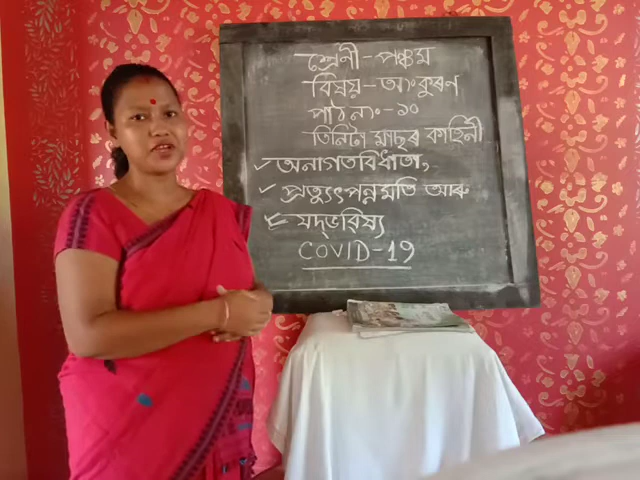 শ্ৰেণী-পঞ্চম
বিষয়-অংকুৰণ
পাঠ নং-১০
তিনিটা মাছৰ কাহিনী
অনাগতবিধাতা,
প্ৰত্যুৎপন্নমতি আৰু
যদ্ভৱিষ্য
COVID-19